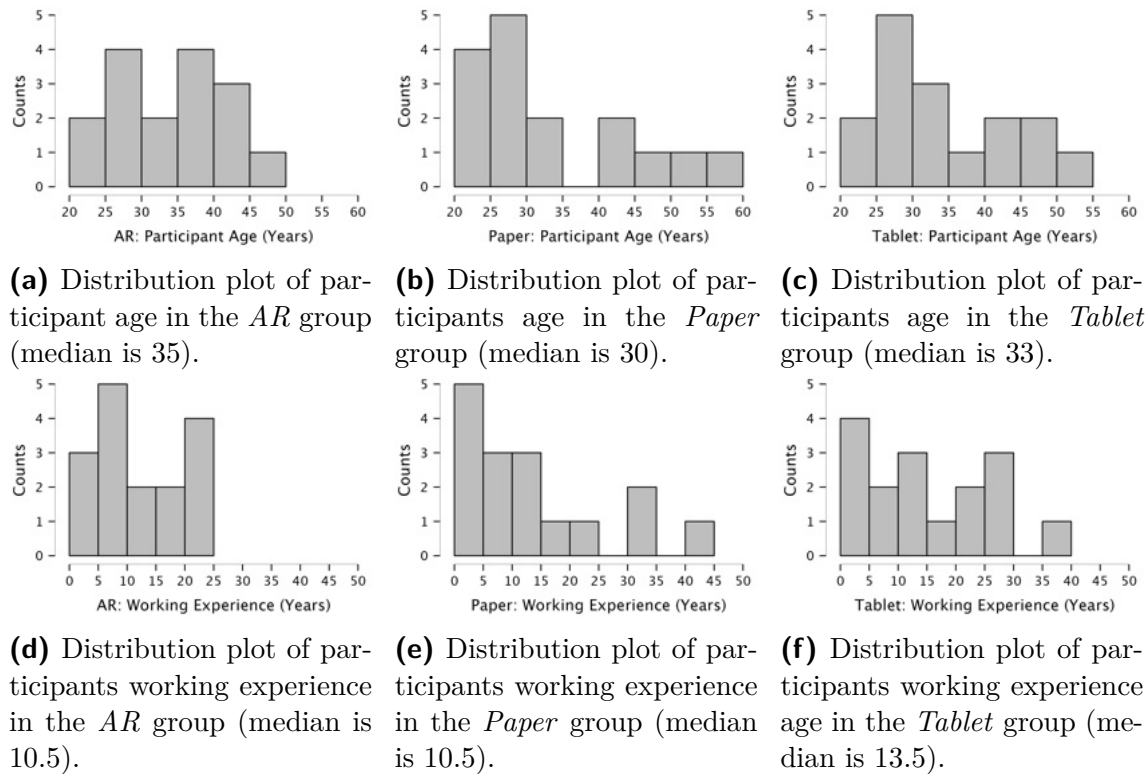 5
4
3
2
1
0
Counts
20 25 30 35 40 45 50 55 60
AR: Participant Age (Years)
5
4
3
2
1
0
Counts
20 25 30 35 40 45 50 55 60
Paper: Participant Age (Years)
5
4
3
2
1
0
Counts
20 25 30 35 40 45 50 55 60
Tablet: Participant Age (Years)
(a) Distribution plot of par-
ticipant age in the AR group
(median is 35).
(b) Distribution plot of par-
ticipants age in the Paper
group (median is 30).
(c) Distribution plot of par-
ticipants age in the Tablet
group (median is 33).
5
4
3
2
1
0
Counts
0 5 10 15 20 25 30 35 40 45 50
AR: Working Experience (Years)
5
4
3
2
1
0
Counts
0 5 10 15 20 25 30 35 40 45 50
Paper: Working Experience (Years)
5
4
3
2
1
0
Counts
0 5 10 15 20 25 30 35 40 45 50
Tablet: Working Experience (Years)
(d) Distribution plot of par-
ticipants working experience
in the AR group (median is
10.5).
(e) Distribution plot of par-
ticipants working experience
in the Paper group (median
is 10.5).
(f) Distribution plot of par-
ticipants working experience
age in the Tablet group (me-
dian is 13.5).